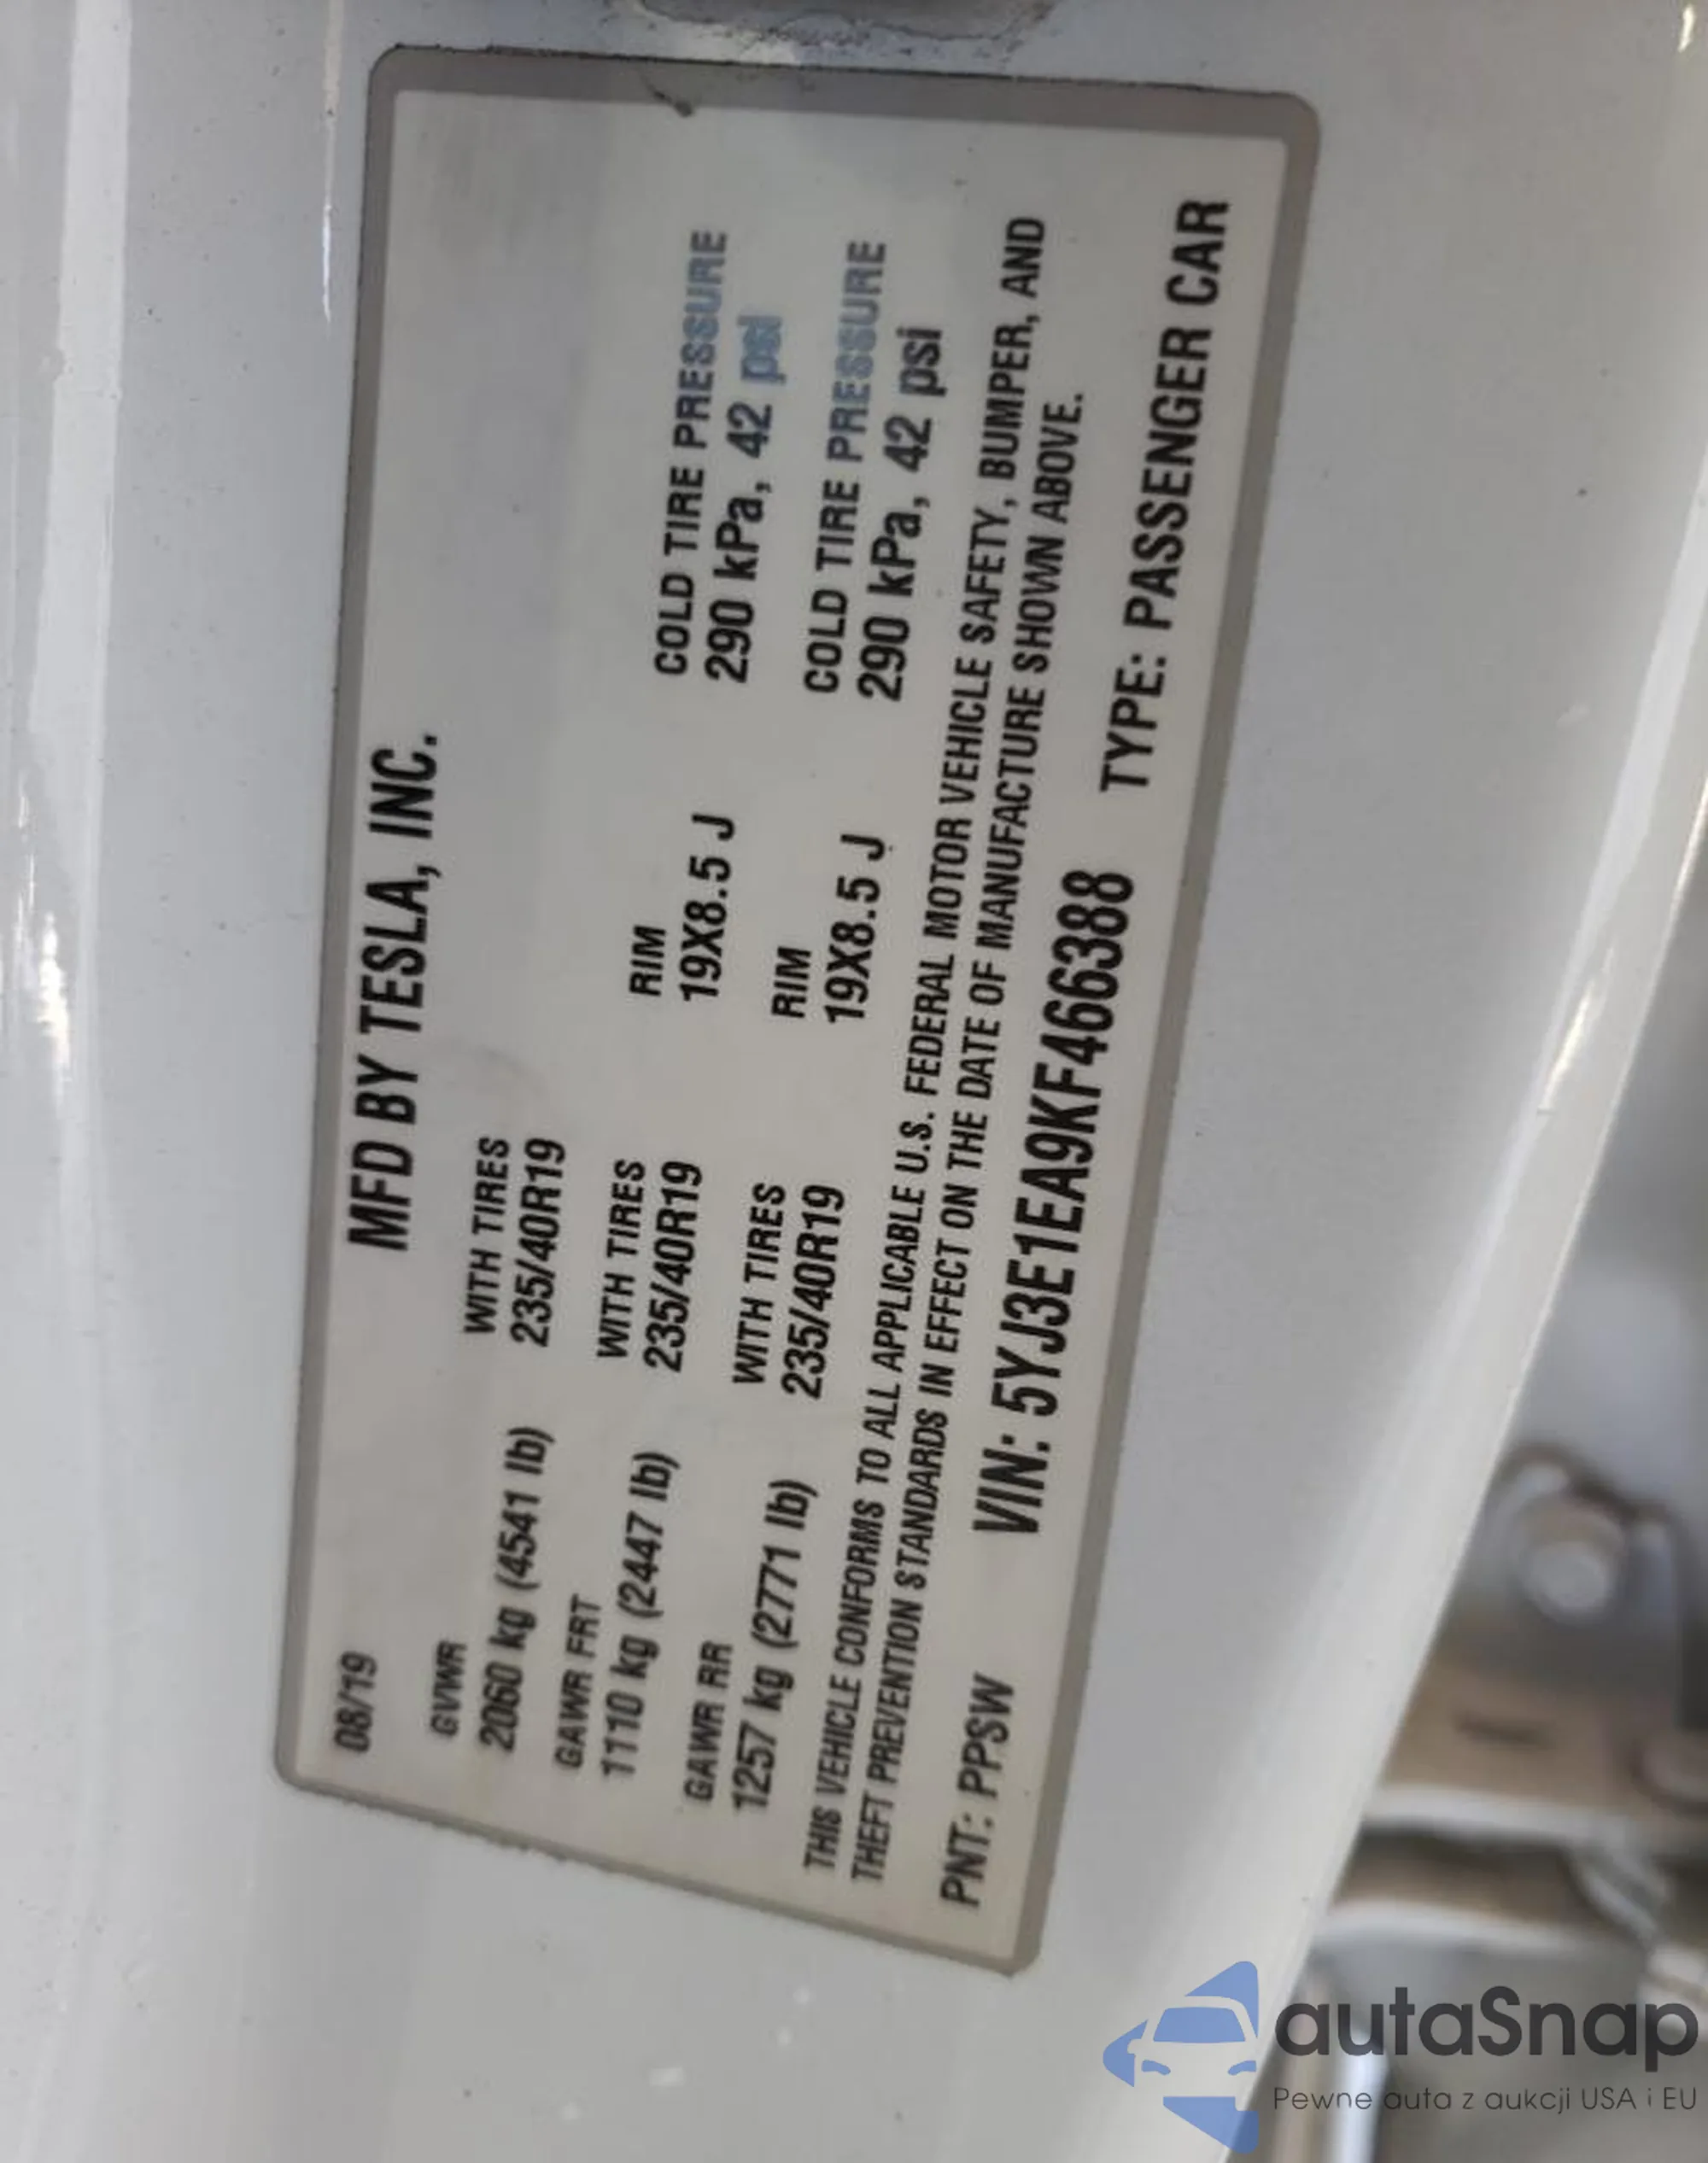 08/19
MFD BY TESLA, INC.
GVWR
2060 kg (4541 lb)
WITH TIRES
235/40R19
GAWR FRT
1110 kg (2447 lb)
WITH TIRES
235/40R19
RIM
19X8.5 J
COLD TIRE PRESSURE
290 kPa, 42 psi
GAWR RR
1257 kg (2771 lb)
WITH TIRES
235/40R19
RIM
19X8.5 J
COLD TIRE PRESSURE
290 kPa, 42 psi
THIS VEHICLE CONFORMS TO ALL APPLICABLE U.S. FEDERAL MOTOR VEHICLE SAFETY, BUMPER, AND
THEFT PREVENTION STANDARDS IN EFFECT ON THE DATE OF MANUFACTURE SHOWN ABOVE.
PNT: PPSW VIN: 5YJ3E1EA9KF466388 TYPE: PASSENGER CAR
autaSnap
Pewne auta z aukcji USA i EU